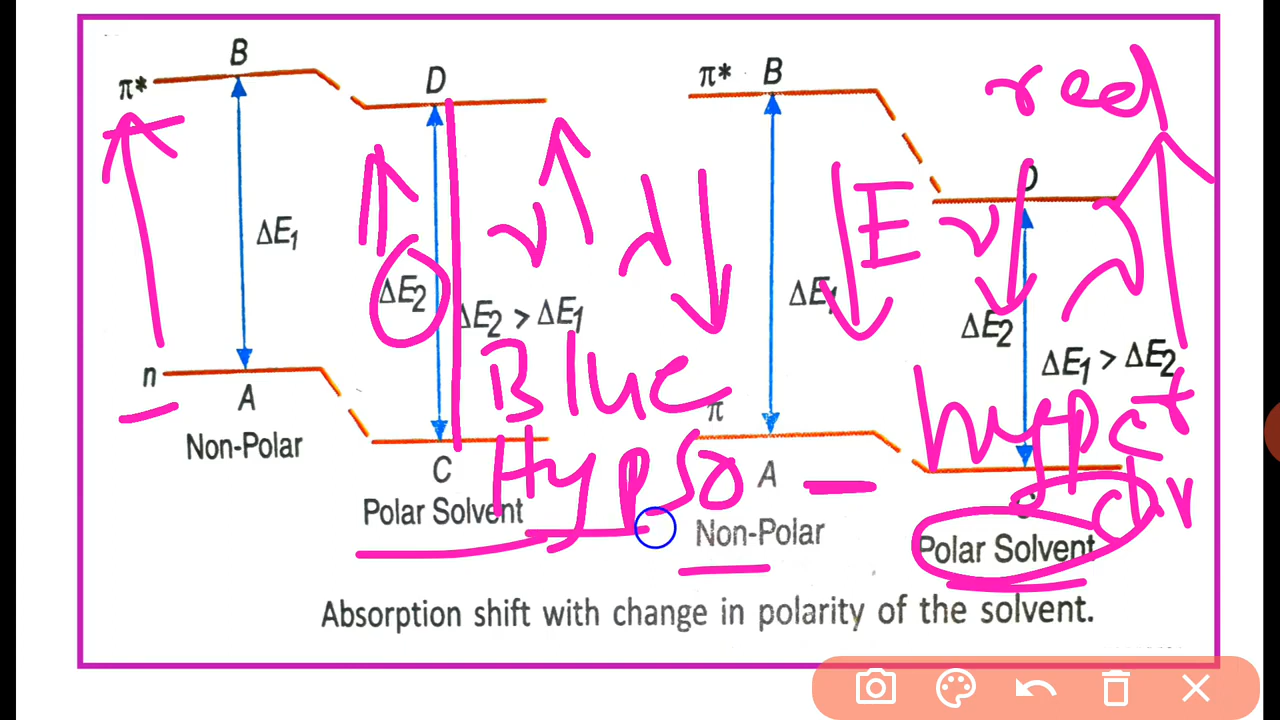 π* B
D
π* B
red
D
ΔE₁
ΔE₂
ν
λ
E ν
ΔE₁
ΔE₂
ΔE₂ > ΔE₁
ΔE₁ > ΔE₂
n
A
Blue
π
Non-Polar
C
Hypso
A
Polar Solvent
Non-Polar
Polar Solvent
Absorption shift with change in polarity of the solvent.